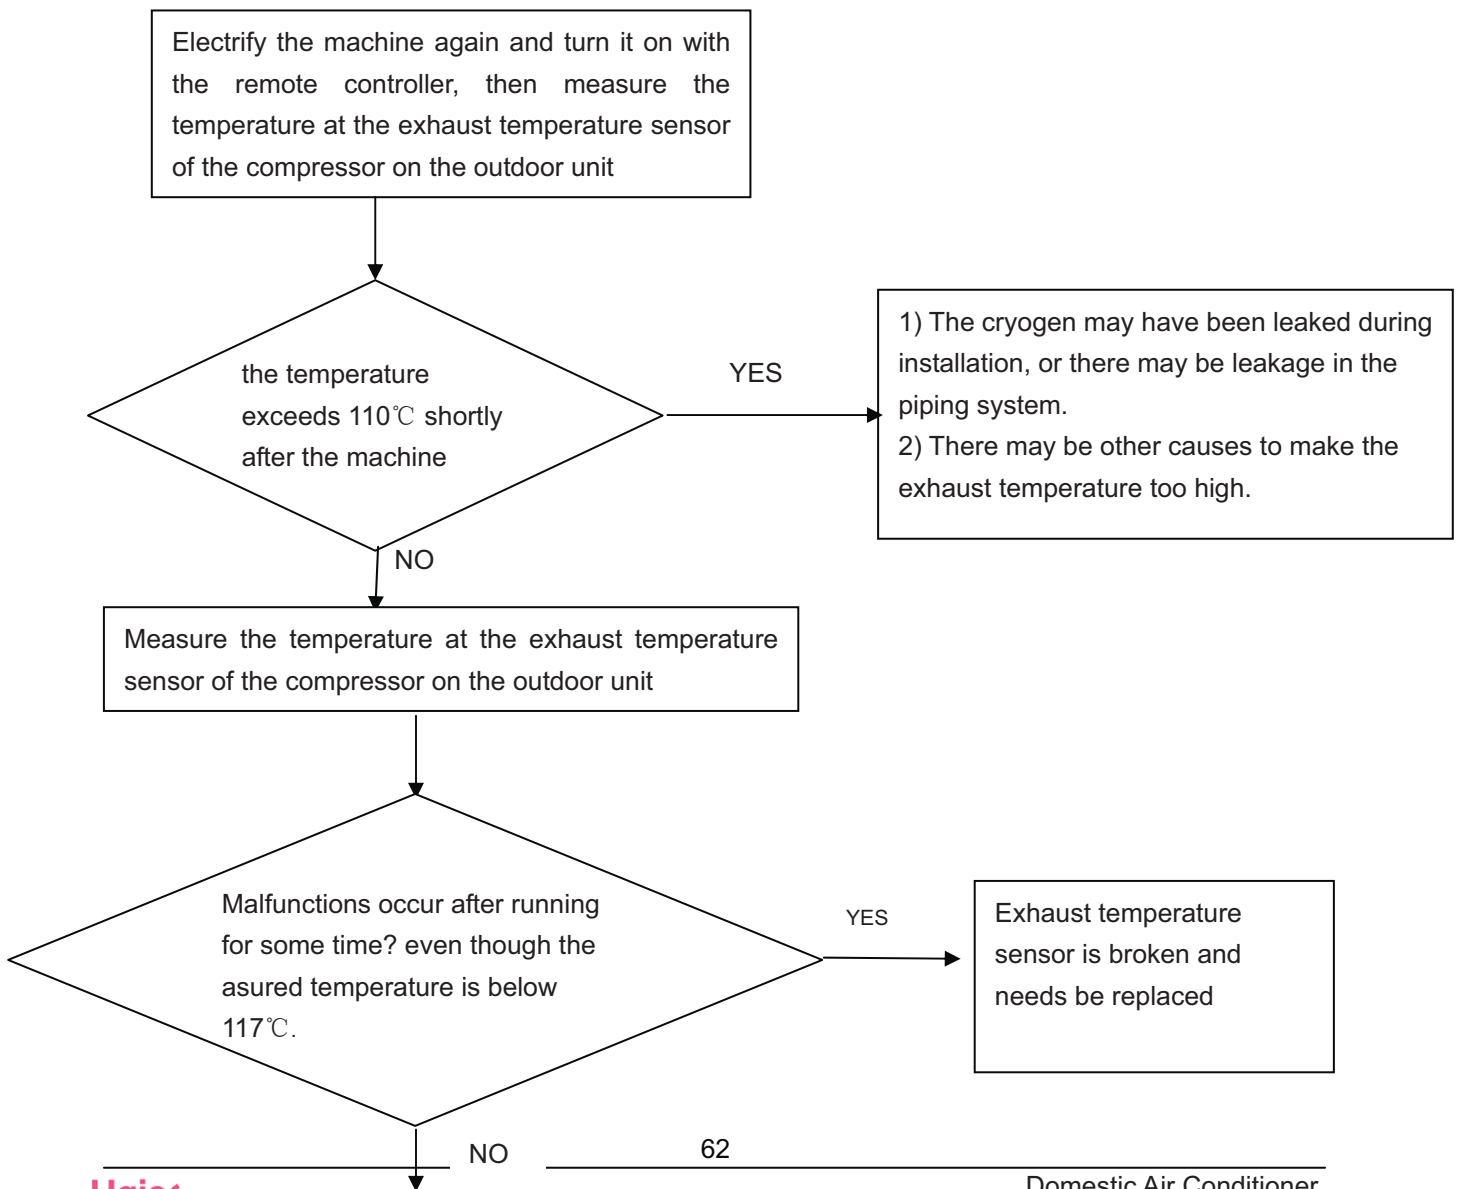 Electrify the machine again and turn it on with
the remote controller, then measure the
temperature at the exhaust temperature sensor
of the compressor on the outdoor unit
the temperature
exceeds 110℃ shortly
after the machine
YES
1) The cryogen may have been leaked during
installation, or there may be leakage in the
piping system.
2) There may be other causes to make the
exhaust temperature too high.
NO
Measure the temperature at the exhaust temperature
sensor of the compressor on the outdoor unit
Malfunctions occur after running
for some time? even though the
asured temperature is below
117℃.
YES
Exhaust temperature
sensor is broken and
needs be replaced
NO
62
Haier
Domestic Air Conditioner